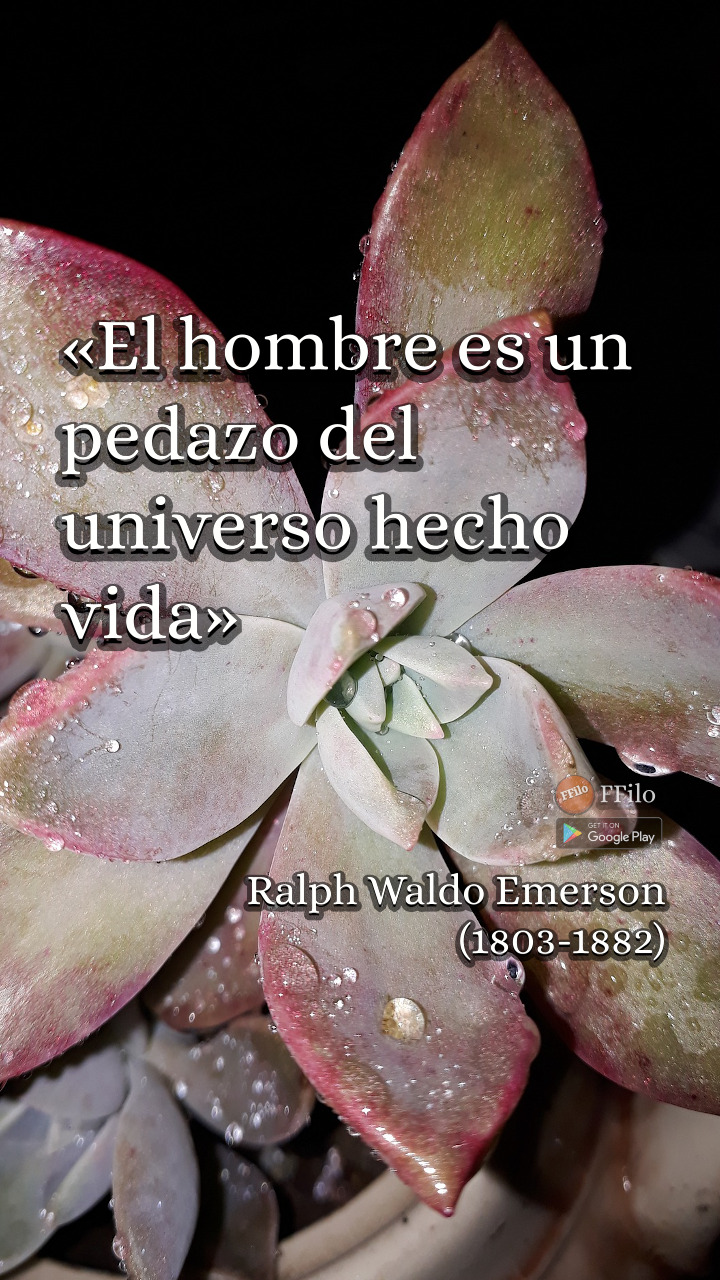 «El hombre es un
pedazo del
universo hecho
vida»
FFilo
FFilo
GET IT ON
Google Play
Ralph Waldo Emerson
(1803-1882)